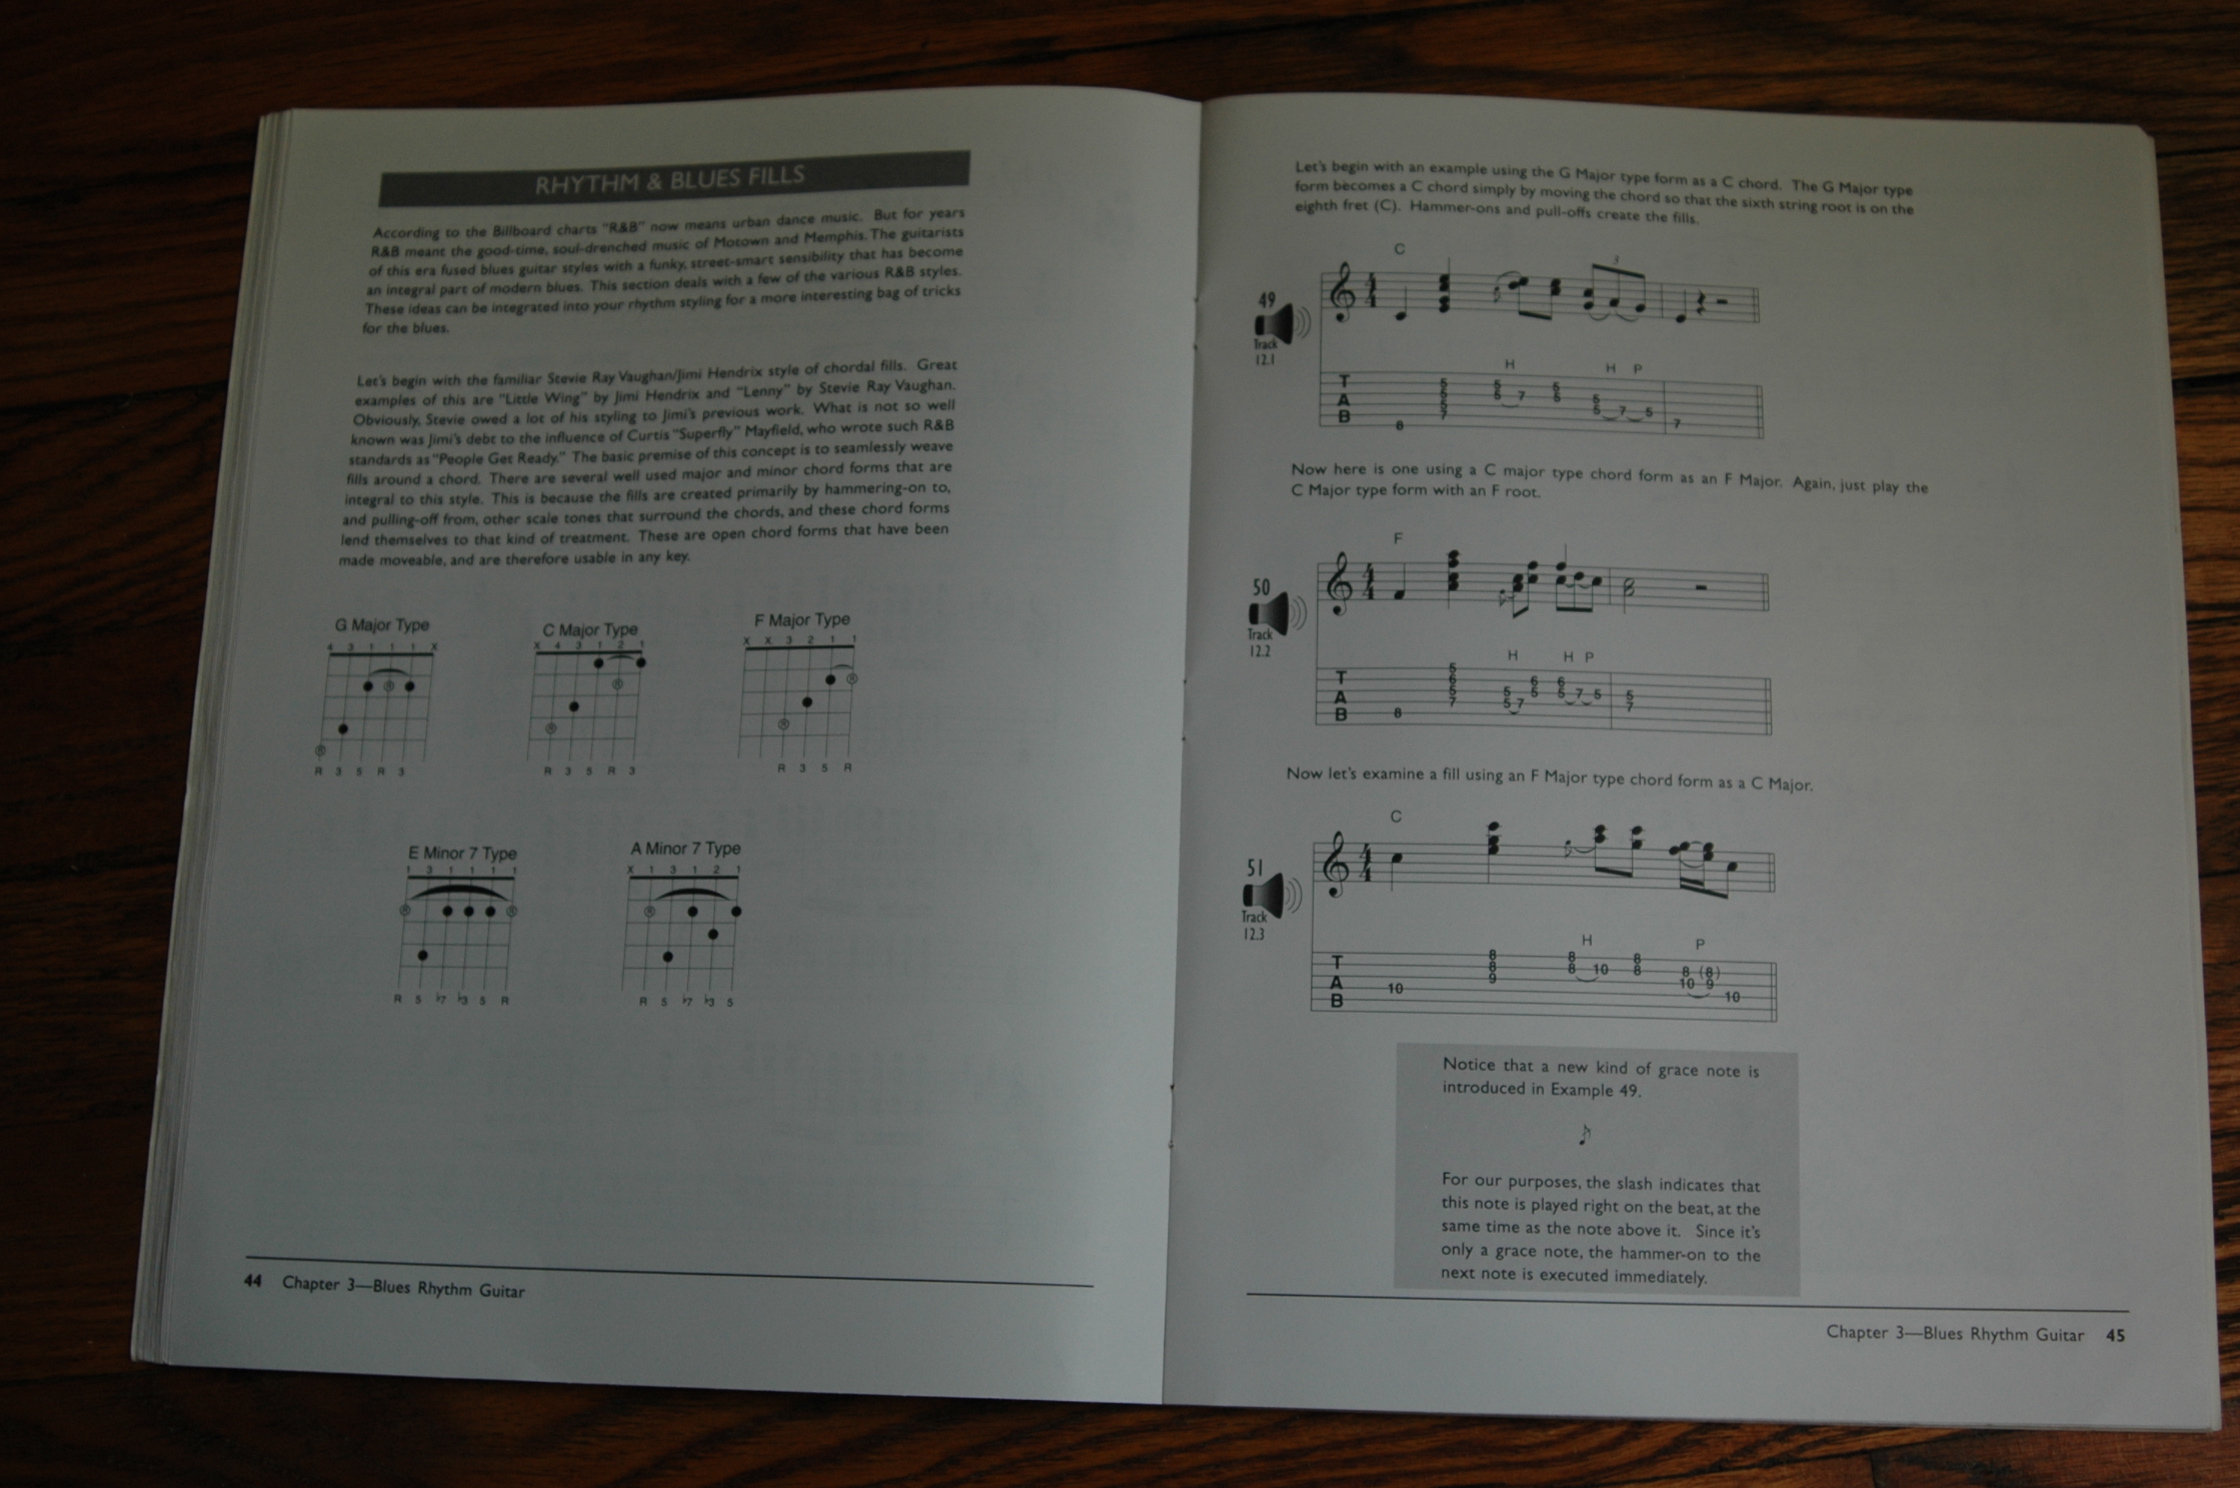 RHYTHM & BLUES FILLS
According to the Billboard charts "R&B" now means urban dance music. But for years
R&B meant the good-time, soul-drenched music of Motown and Memphis. The guitarists
of this era fused blues guitar styles with a funky, street-smart sensibility that has become
an integral part of modern blues. This section deals with a few of the various R&B styles.
These ideas can be integrated into your rhythm styling for a more interesting bag of tricks
for the blues.
Let's begin with the familiar Stevie Ray Vaughan/Jimi Hendrix style of chordal fills. Great
examples of this are "Little Wing" by Jimi Hendrix and "Lenny" by Stevie Ray Vaughan.
Obviously, Stevie owed a lot of his styling to Jimi's previous work. What is not so well
known was Jimi's debt to the influence of Curtis "Superfly" Mayfield, who wrote such R&B
standards as "People Get Ready." The basic premise of this concept is to seamlessly weave
fills around a chord. There are several well used major and minor chord forms that are
integral to this style. This is because the fills are created primarily by hammering-on to,
and pulling-off from, other scale tones that surround the chords, and these chord forms
lend themselves to that kind of treatment. These are open chord forms that have been
made moveable, and are therefore usable in any key.
G Major Type C Major Type F Major Type
4 3 1 1 1 X X 4 3 1 2 1 X X 3 2 1 1
R 3 5 R 3 R 3 5 R 3 R 3 5 R
E Minor 7 Type A Minor 7 Type
1 3 1 1 1 1 X 1 3 1 2 1
R 5 ♭7 ♭3 5 R R 5 ♭7 ♭3 5
44 Chapter 3—Blues Rhythm Guitar
Let's begin with an example using the G Major type form as a C chord. The G Major type
form becomes a C chord simply by moving the chord so that the sixth string root is on the
eighth fret (C). Hammer-ons and pull-offs create the fills.
C
3
49
Track
12.1
H H P
T
A
B
8 5 5 5 5 7 5 5 7 5 5 5 5 7 5 7
Now here is one using a C major type chord form as an F Major. Again, just play the
C Major type form with an F root.
F
50
Track
12.2
H H P
T
A
B
8 5 6 5 7 5 5 7 6 5 6 5 7 5 5 7
Now let's examine a fill using an F Major type chord form as a C Major.
C
51
Track
12.3
H P
T
A
B
10 8 8 9 8 8 10 8 8 8 (8)
10 9 10
Notice that a new kind of grace note is
introduced in Example 49.
For our purposes, the slash indicates that
this note is played right on the beat, at the
same time as the note above it. Since it's
only a grace note, the hammer-on to the
next note is executed immediately.
Chapter 3—Blues Rhythm Guitar 45